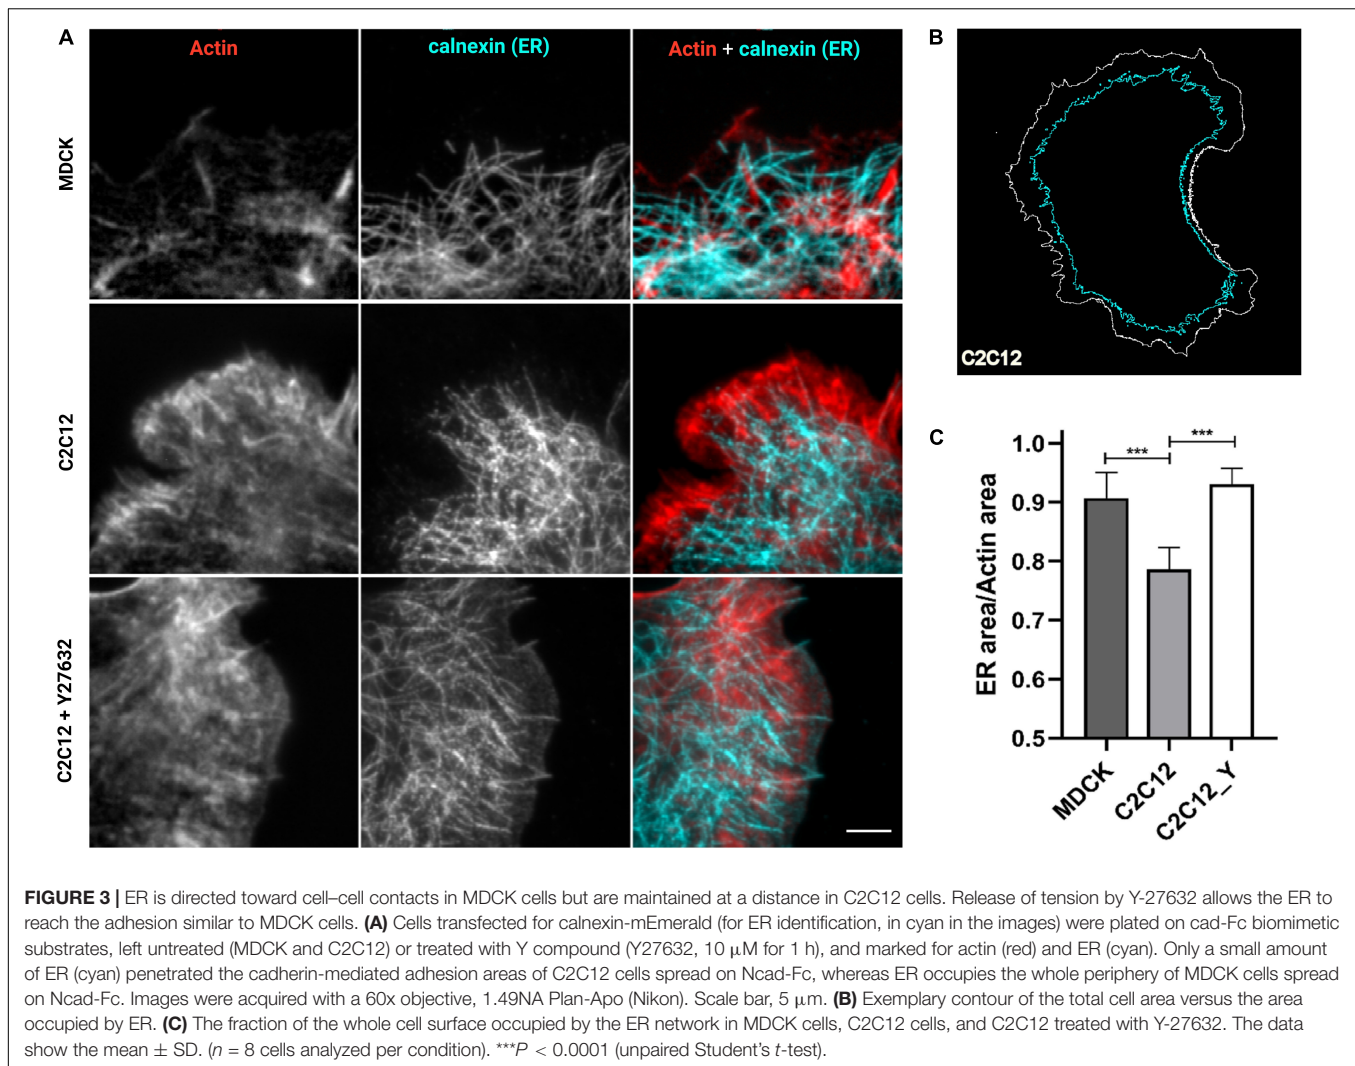 A
Actin
calnexin (ER)
Actin + calnexin (ER)
MDCK
C2C12
C2C12 + Y27632
B
C2C12
C
***
***
1.0
0.9
0.8
0.7
0.6
0.5
ER area/Actin area
MDCK
C2C12
C2C12_Y
FIGURE 3 | ER is directed toward cell–cell contacts in MDCK cells but are maintained at a distance in C2C12 cells. Release of tension by Y-27632 allows the ER to
reach the adhesion similar to MDCK cells. (A) Cells transfected for calnexin-mEmerald (for ER identification, in cyan in the images) were plated on cad-Fc biomimetic
substrates, left untreated (MDCK and C2C12) or treated with Y compound (Y27632, 10 μM for 1 h), and marked for actin (red) and ER (cyan). Only a small amount
of ER (cyan) penetrated the cadherin-mediated adhesion areas of C2C12 cells spread on Ncad-Fc, whereas ER occupies the whole periphery of MDCK cells spread
on Ncad-Fc. Images were acquired with a 60x objective, 1.49NA Plan-Apo (Nikon). Scale bar, 5 μm. (B) Exemplary contour of the total cell area versus the area
occupied by ER. (C) The fraction of the whole cell surface occupied by the ER network in MDCK cells, C2C12 cells, and C2C12 treated with Y-27632. The data
show the mean ± SD. (n = 8 cells analyzed per condition). ***P < 0.0001 (unpaired Student's t-test).